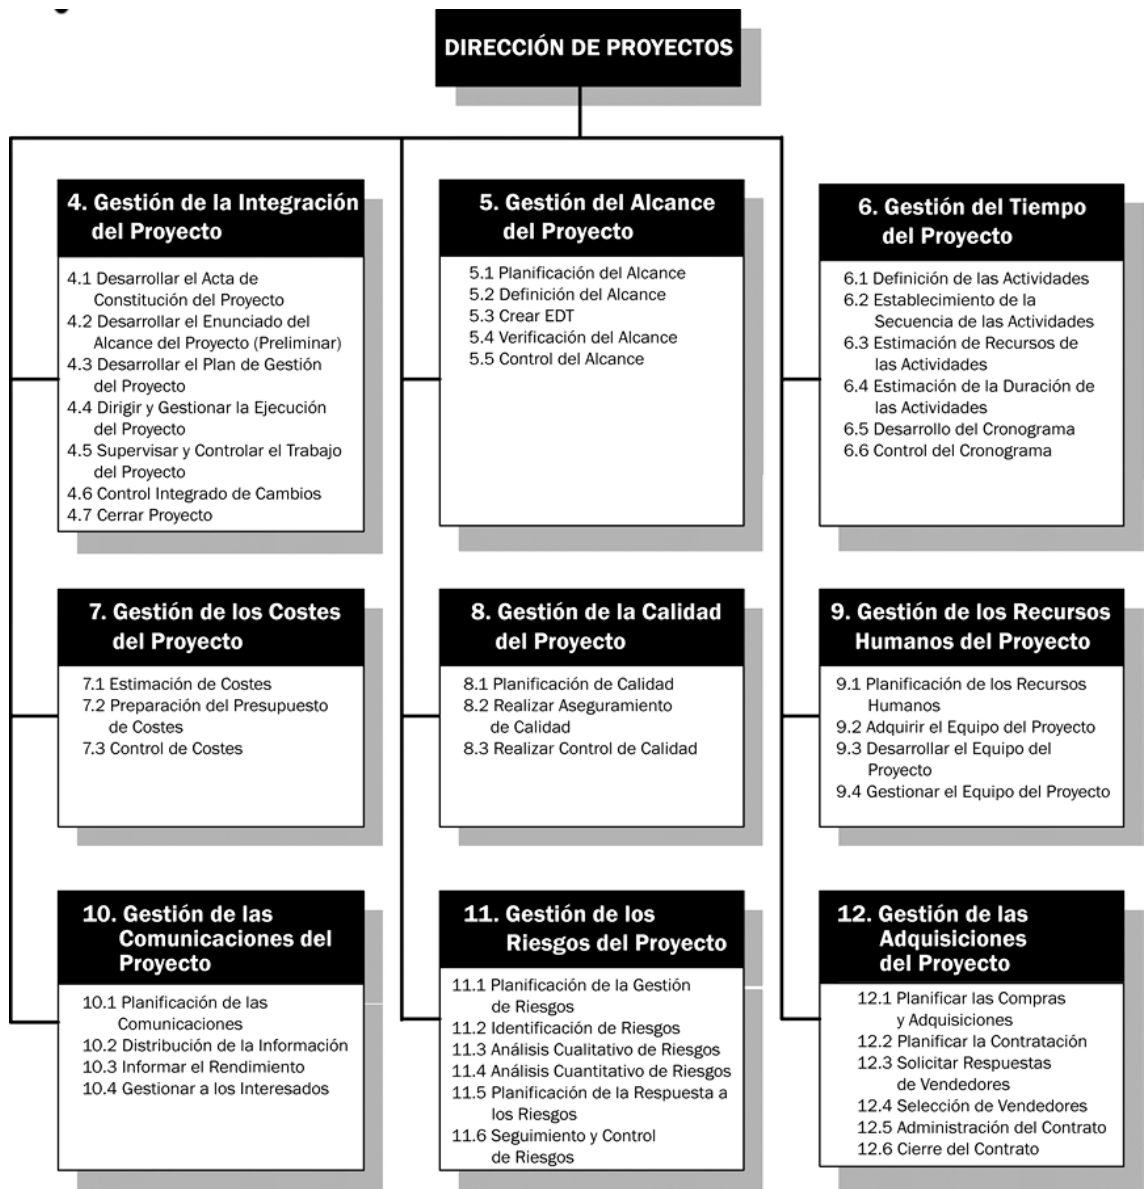 DIRECCIÓN DE PROYECTOS
4. Gestión de la Integración
del Proyecto
4.1 Desarrollar el Acta de
Constitución del Proyecto
4.2 Desarrollar el Enunciado del
Alcance del Proyecto (Preliminar)
4.3 Desarrollar el Plan de Gestión
del Proyecto
4.4 Dirigir y Gestionar la Ejecución
del Proyecto
4.5 Supervisar y Controlar el Trabajo
del Proyecto
4.6 Control Integrado de Cambios
4.7 Cerrar Proyecto
5. Gestión del Alcance
del Proyecto
5.1 Planificación del Alcance
5.2 Definición del Alcance
5.3 Crear EDT
5.4 Verificación del Alcance
5.5 Control del Alcance
6. Gestión del Tiempo
del Proyecto
6.1 Definición de las Actividades
6.2 Establecimiento de la
Secuencia de las Actividades
6.3 Estimación de Recursos de
las Actividades
6.4 Estimación de la Duración de
las Actividades
6.5 Desarrollo del Cronograma
6.6 Control del Cronograma
7. Gestión de los Costes
del Proyecto
7.1 Estimación de Costes
7.2 Preparación del Presupuesto
de Costes
7.3 Control de Costes
8. Gestión de la Calidad
del Proyecto
8.1 Planificación de Calidad
8.2 Realizar Aseguramiento
de Calidad
8.3 Realizar Control de Calidad
9. Gestión de los Recursos
Humanos del Proyecto
9.1 Planificación de los Recursos
Humanos
9.2 Adquirir el Equipo del Proyecto
9.3 Desarrollar el Equipo del
Proyecto
9.4 Gestionar el Equipo del Proyecto
10. Gestión de las
Comunicaciones del
Proyecto
10.1 Planificación de las
Comunicaciones
10.2 Distribución de la Información
10.3 Informar el Rendimiento
10.4 Gestionar a los Interesados
11. Gestión de los
Riesgos del Proyecto
11.1 Planificación de la Gestión
de Riesgos
11.2 Identificación de Riesgos
11.3 Análisis Cualitativo de Riesgos
11.4 Análisis Cuantitativo de Riesgos
11.5 Planificación de la Respuesta a
los Riesgos
11.6 Seguimiento y Control
de Riesgos
12. Gestión de las
Adquisiciones
del Proyecto
12.1 Planificar las Compras
y Adquisiciones
12.2 Planificar la Contratación
12.3 Solicitar Respuestas
de Vendedores
12.4 Selección de Vendedores
12.5 Administración del Contrato
12.6 Cierre del Contrato